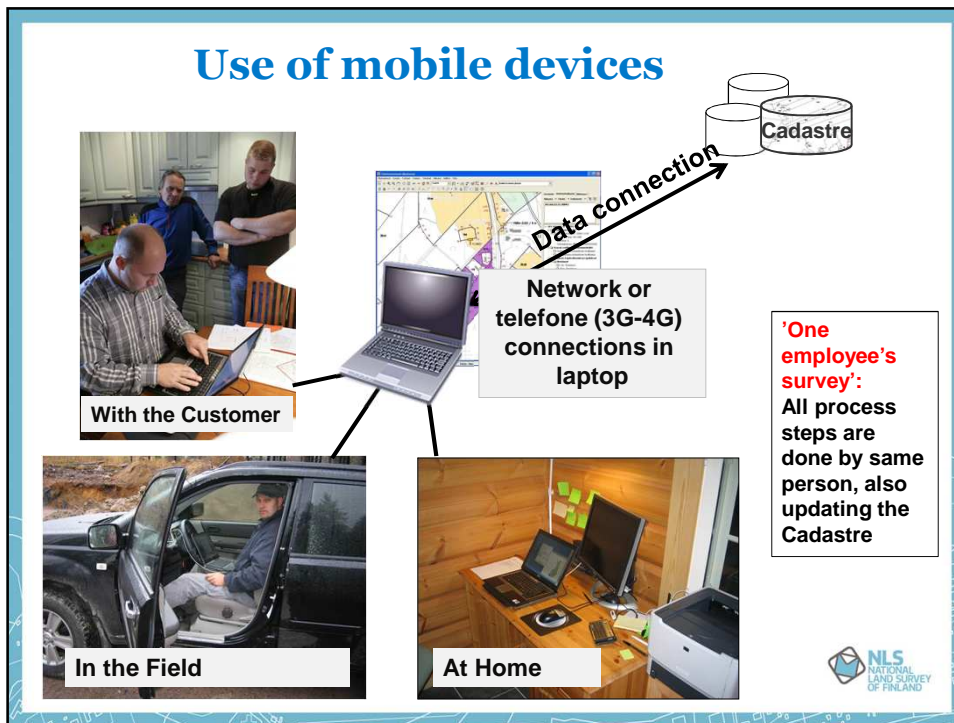 Use of mobile devices
Cadastre
Data connection
Network or
telefone (3G-4G)
connections in
laptop
With the Customer
’One
employee’s
survey’:
All process
steps are
done by same
person, also
updating the
Cadastre
In the Field
At Home
NLS
NATIONAL
LAND SURVEY
OF FINLAND